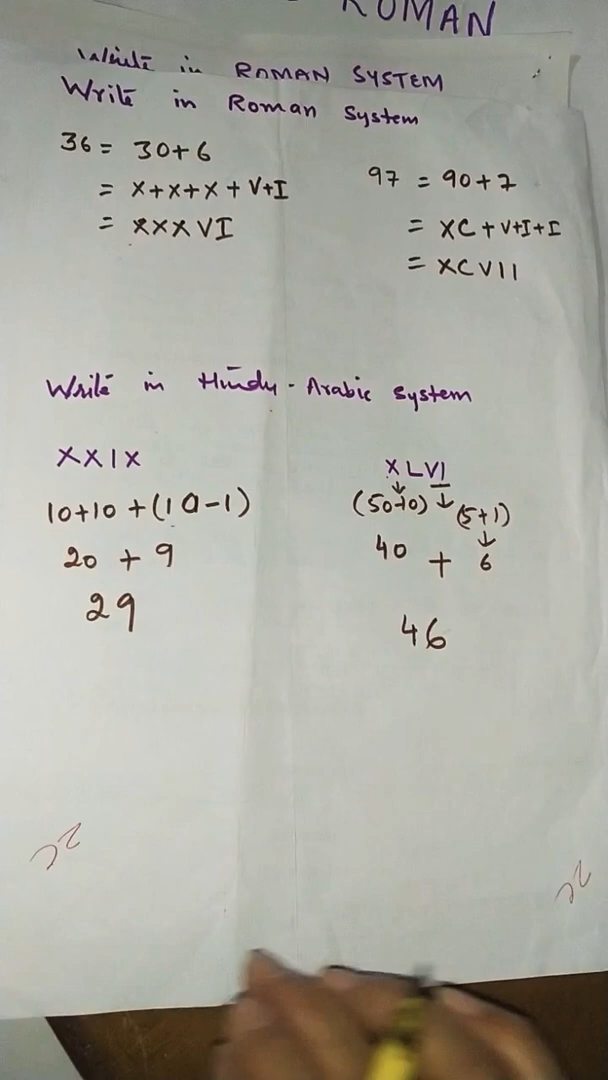 ROMAN
Write in ROMAN SYSTEM
Write in Roman System
36 = 30+6
= X+X+X+V+I
= XXXVI
97 = 90+7
= XC+V+I+I
= XCVII
Write in Hindy-Arabic system
XXIX
10+10+(10-1)
20 + 9
29
XLVI
(50-10) (5+1)
40 + 6
46